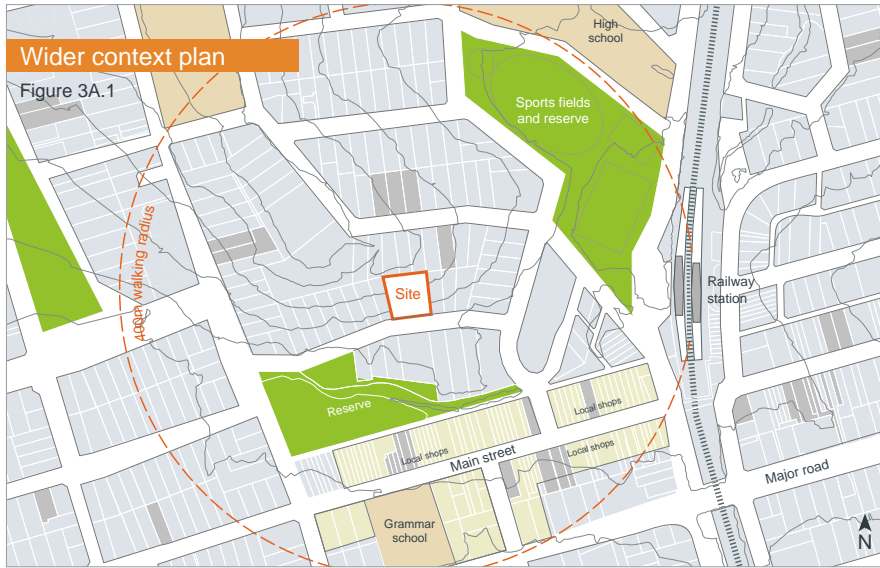 Wider context plan
Figure 3A.1
High
school
Sports fields
and reserve
400m walking radius
Site
Railway
station
Reserve
Local shops
Local shops
Local shops
Main street
Major road
Grammar
school
N